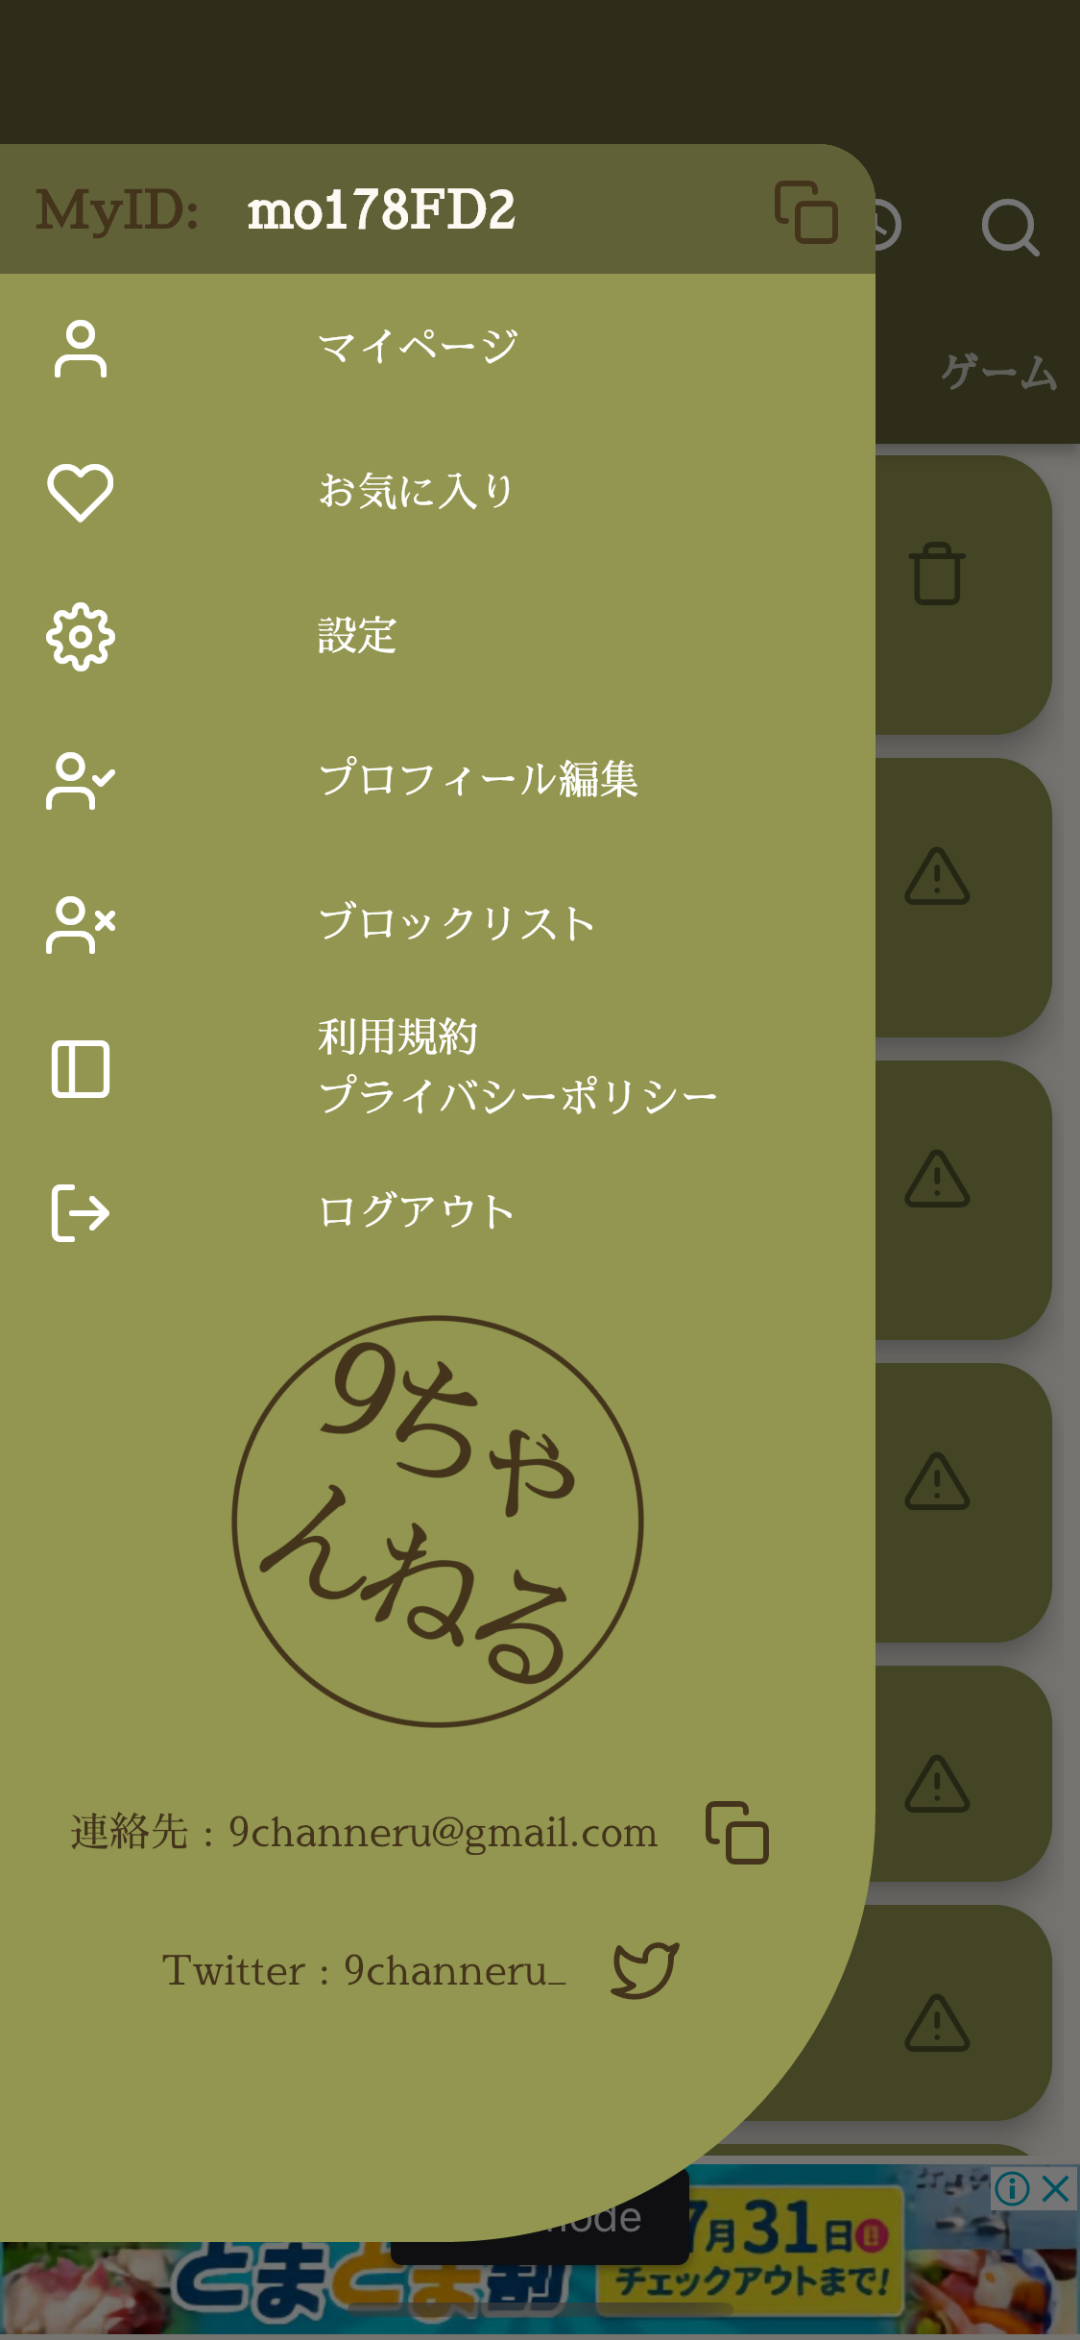 MyID: mo178FD2
ゲーム
マイページ
お気に入り
設定
プロフィール編集
ブロックリスト
利用規約
プライバシーポリシー
ログアウト
9ちゃ
んねる
連絡先 : 9channeru@gmail.com
Twitter : 9channeru_
7月31日
チェックアウトまで!
とまとま割